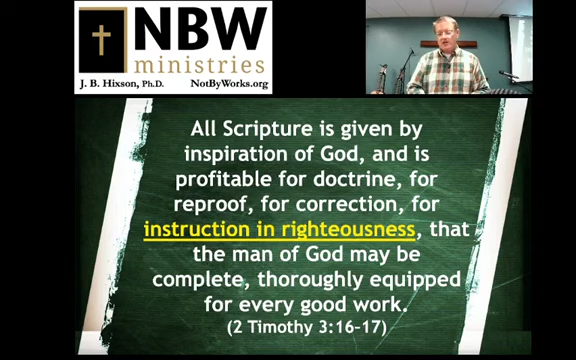 NBW
ministries
J. B. Hixson, Ph.D. NotByWorks.org
All Scripture is given by
inspiration of God, and is
profitable for doctrine, for
reproof, for correction, for
instruction in righteousness, that
the man of God may be
complete, thoroughly equipped
for every good work.
(2 Timothy 3:16–17)